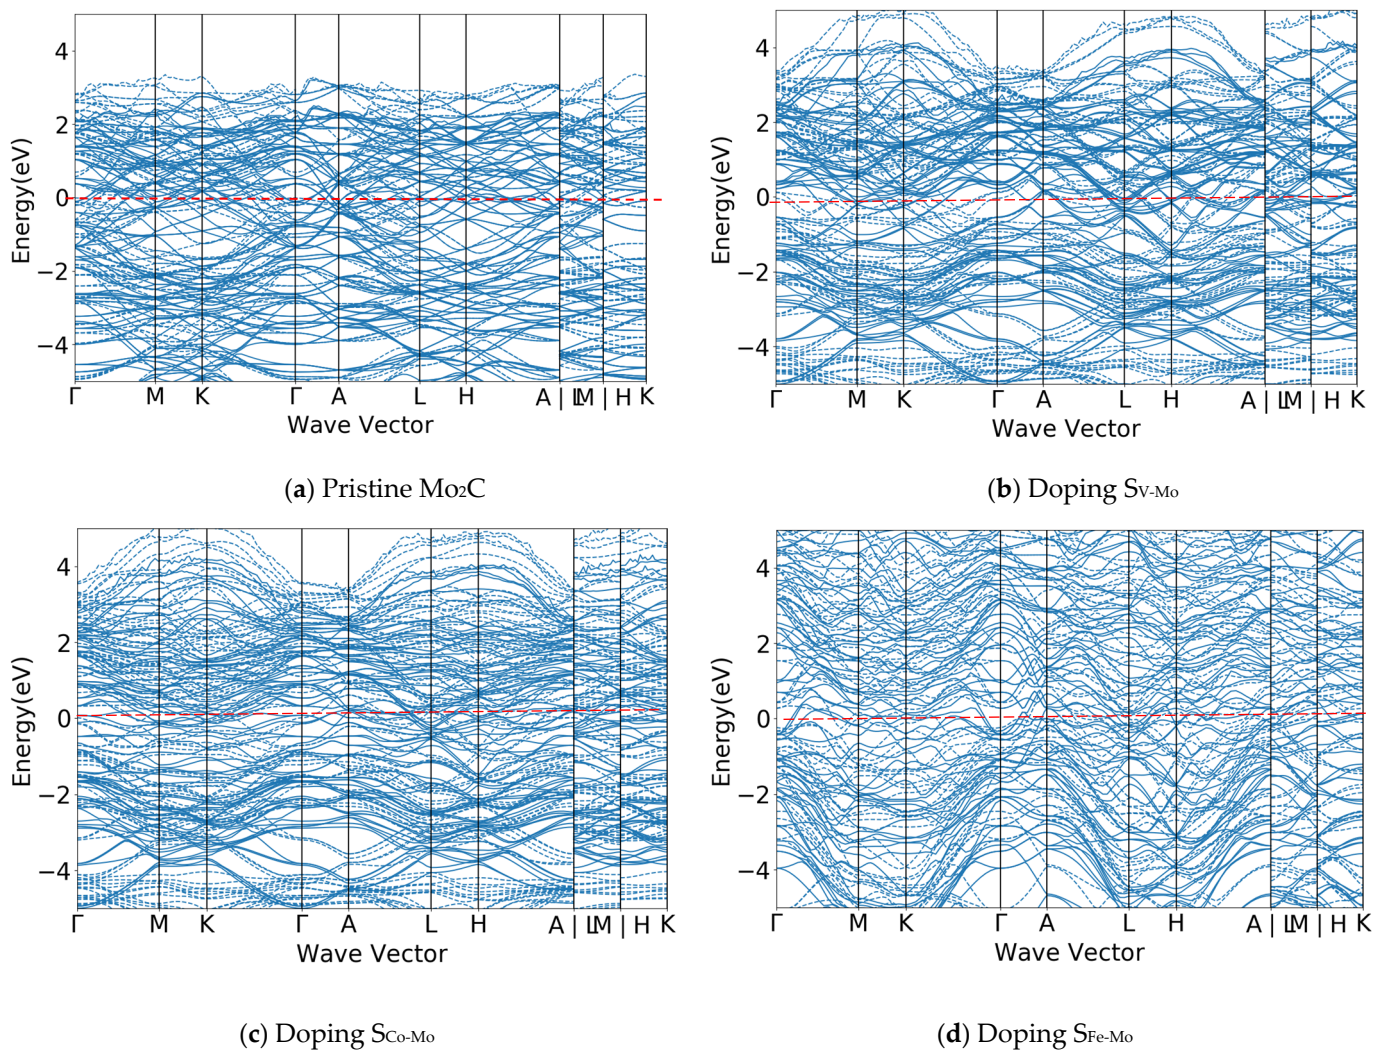 4
2
0
−2
−4
Energy(eV)
Γ M K Γ A L H A | LM | H K
Wave Vector
(a) Pristine Mo2C
4
2
0
−2
−4
Energy(eV)
Γ M K Γ A L H A | LM | H K
Wave Vector
(b) Doping SV-Mo
4
2
0
−2
−4
Energy(eV)
Γ M K Γ A L H A | LM | H K
Wave Vector
(c) Doping SCo-Mo
4
2
0
−2
−4
Energy(eV)
Γ M K Γ A L H A | LM | H K
Wave Vector
(d) Doping SFe-Mo